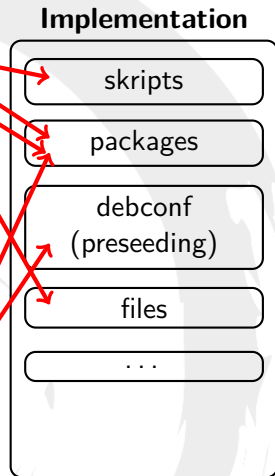 Implementation
skripts
packages
debconf
(preseeding)
files
...